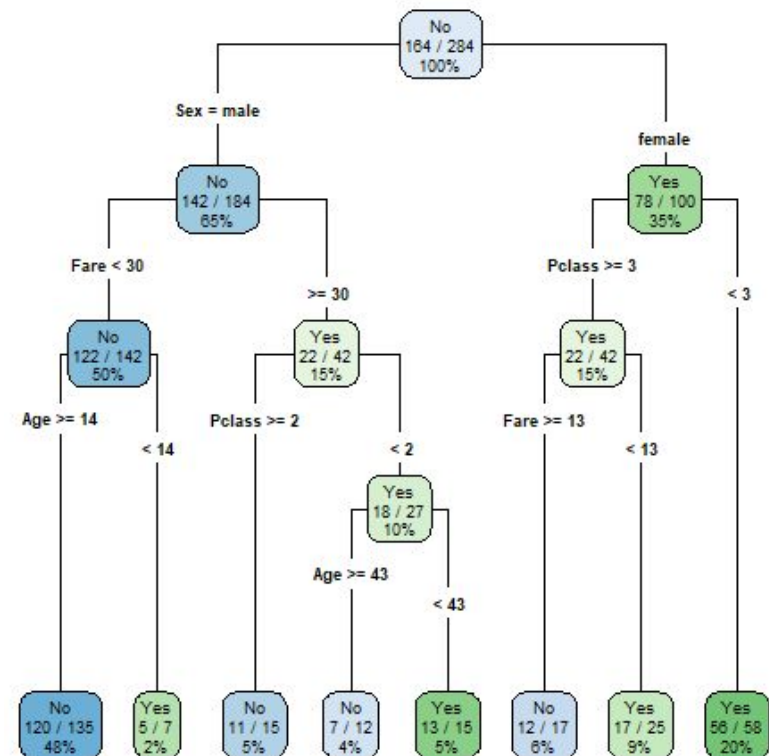 No
164 / 284
100%
Sex = male
female
No
142 / 184
65%
Yes
78 / 100
35%
Fare < 30
>= 30
Pclass >= 3
< 3
No
122 / 142
50%
Yes
22 / 42
15%
Yes
22 / 42
15%
Age >= 14
< 14
Pclass >= 2
< 2
Fare >= 13
< 13
Yes
18 / 27
10%
Age >= 43
< 43
No
120 / 135
48%
Yes
5 / 7
2%
No
11 / 15
5%
No
7 / 12
4%
Yes
13 / 15
5%
No
12 / 17
6%
Yes
17 / 25
9%
Yes
56 / 58
20%